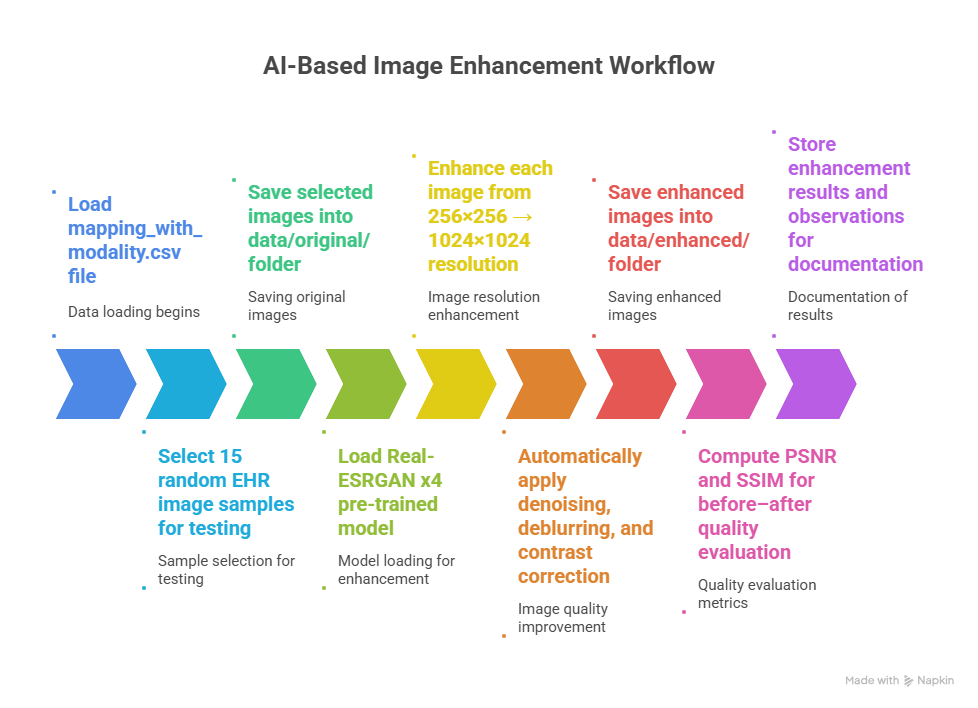 AI-Based Image Enhancement Workflow
Load
mapping_with_
modality.csv
file
Data loading begins
Select 15
random EHR
image samples
for testing
Sample selection for
testing
Save selected
images into
data/original/
folder
Saving original
images
Load Real-
ESRGAN x4
pre-trained
model
Model loading for
enhancement
Enhance each
image from
256×256 →
1024×1024
resolution
Image resolution
enhancement
Automatically
apply
denoising,
deblurring, and
contrast
correction
Image quality
improvement
Save enhanced
images into
data/enhanced/
folder
Saving enhanced
images
Compute PSNR
and SSIM for
before–after
quality
evaluation
Quality evaluation
metrics
Store
enhancement
results and
observations
for
documentation
Documentation of
results
Made with Napkin